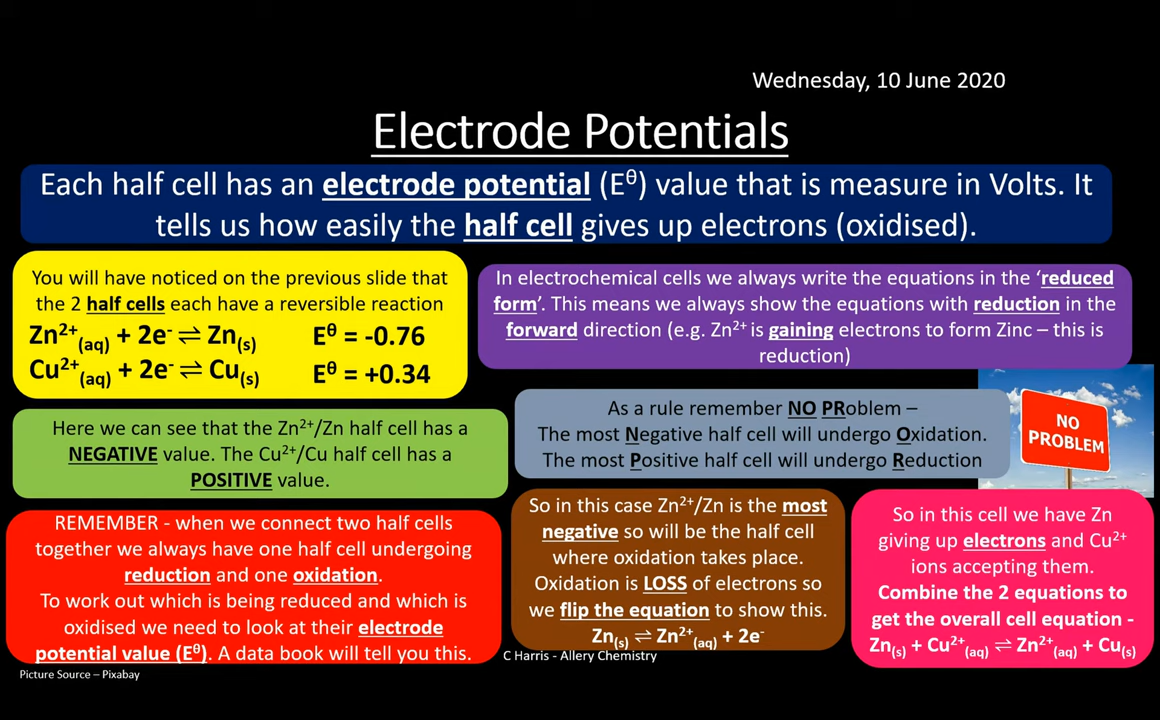 Wednesday, 10 June 2020
Electrode Potentials
Each half cell has an electrode potential (Eᶿ) value that is measure in Volts. It
tells us how easily the half cell gives up electrons (oxidised).
You will have noticed on the previous slide that
the 2 half cells each have a reversible reaction
Zn²⁺(aq) + 2e⁻ ⇌ Zn(s) Eᶿ = -0.76
Cu²⁺(aq) + 2e⁻ ⇌ Cu(s) Eᶿ = +0.34
In electrochemical cells we always write the equations in the ‘reduced
form’. This means we always show the equations with reduction in the
forward direction (e.g. Zn²⁺ is gaining electrons to form Zinc – this is
reduction)
Here we can see that the Zn²⁺/Zn half cell has a
NEGATIVE value. The Cu²⁺/Cu half cell has a
POSITIVE value.
As a rule remember NO PRoblem –
The most Negative half cell will undergo Oxidation.
The most Positive half cell will undergo Reduction
NO
PROBLEM
REMEMBER - when we connect two half cells
together we always have one half cell undergoing
reduction and one oxidation.
To work out which is being reduced and which is
oxidised we need to look at their electrode
potential value (Eᶿ). A data book will tell you this.
So in this case Zn²⁺/Zn is the most
negative so will be the half cell
where oxidation takes place.
Oxidation is LOSS of electrons so
we flip the equation to show this.
Zn(s) ⇌ Zn²⁺(aq) + 2e⁻
So in this cell we have Zn
giving up electrons and Cu²⁺
ions accepting them.
Combine the 2 equations to
get the overall cell equation -
Zn(s) + Cu²⁺(aq) ⇌ Zn²⁺(aq) + Cu(s)
C Harris - Allery Chemistry
Picture Source – Pixabay